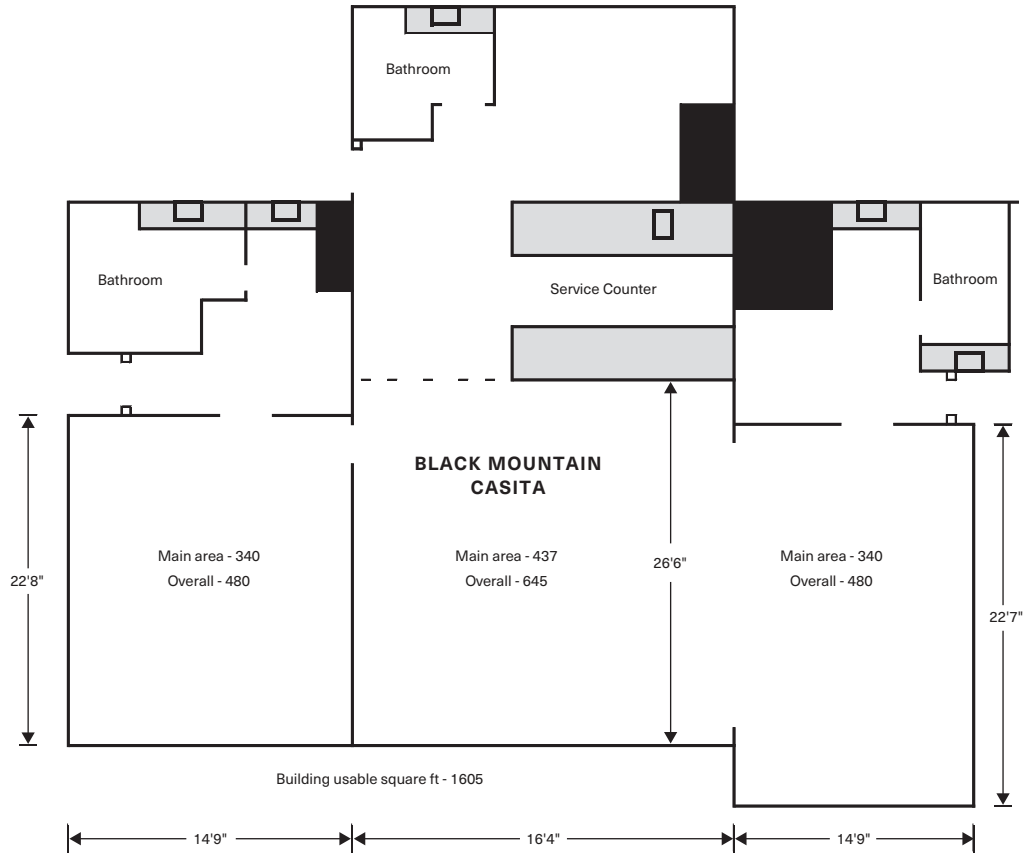 Bathroom
Bathroom
Service Counter
Bathroom
BLACK MOUNTAIN
CASITA
Main area - 340
Overall - 480
Main area - 437
Overall - 645
26'6"
Main area - 340
Overall - 480
22'8"
22'7"
Building usable square ft - 1605
14'9"
16'4"
14'9"